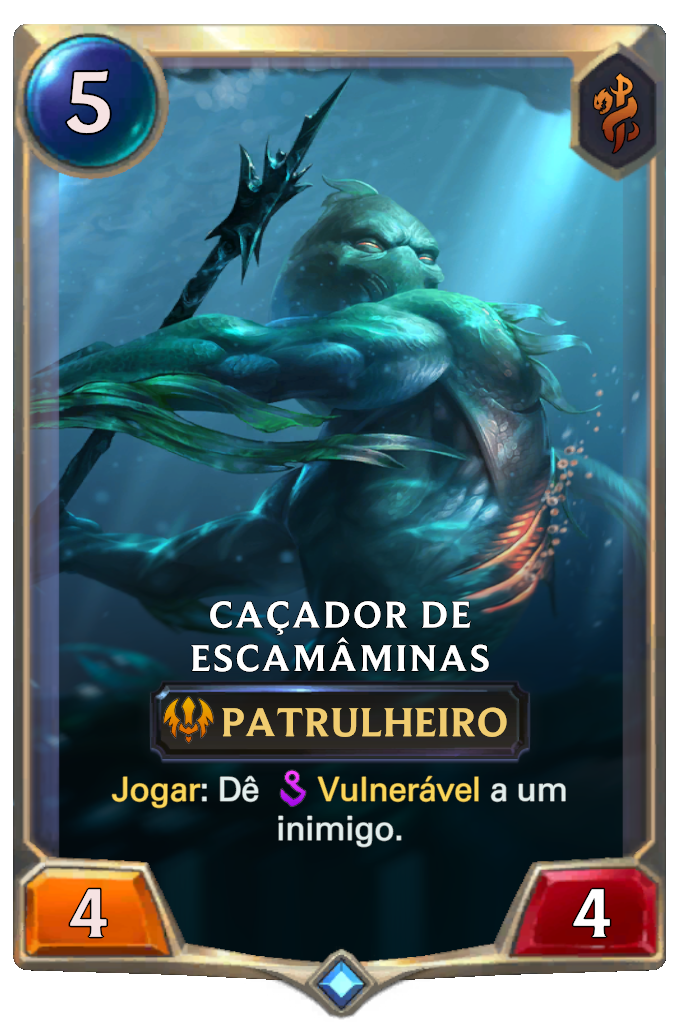 5
CAÇADOR DE
ESCAMÂMINAS
PATRULHEIRO
Jogar: Dê Vulnerável a um
inimigo.
4
4